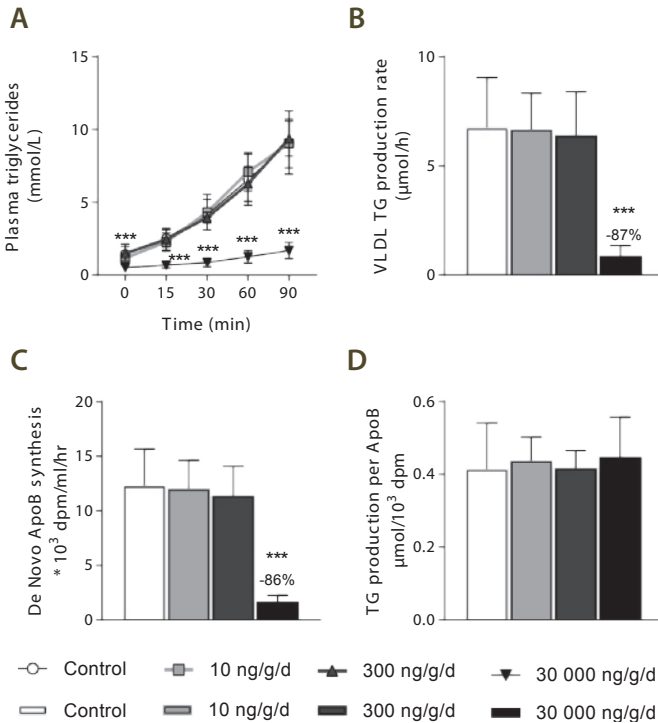 A
Plasma triglycerides
(mmol/L)
15
10
5
0
***
***
***
***
***
0 15 30 60 90
Time (min)
B
VLDL TG production rate
(µmol/h)
10
5
0
***
-87%
C
De Novo ApoB synthesis
* 10³ dpm/ml/hr
20
15
10
5
0
***
-86%
D
TG production per ApoB
µmol/10³ dpm
0.6
0.4
0.2
0.0
Control 10 ng/g/d 300 ng/g/d 30 000 ng/g/d
Control 10 ng/g/d 300 ng/g/d 30 000 ng/g/d